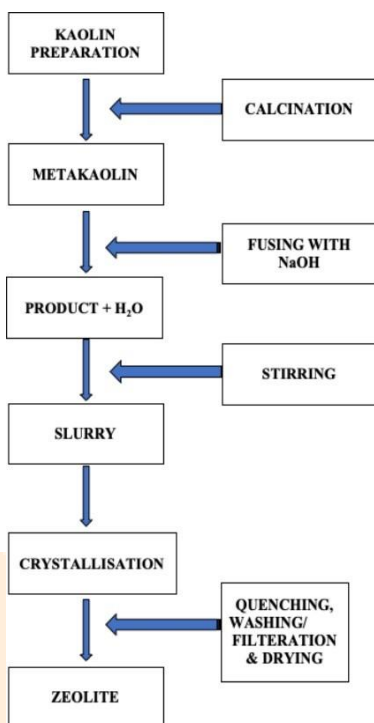 KAOLIN
PREPARATION
CALCINATION
METAKAOLIN
FUSING WITH
NaOH
PRODUCT + H₂O
STIRRING
SLURRY
CRYSTALLISATION
QUENCHING,
WASHING/
FILTERATION
& DRYING
ZEOLITE